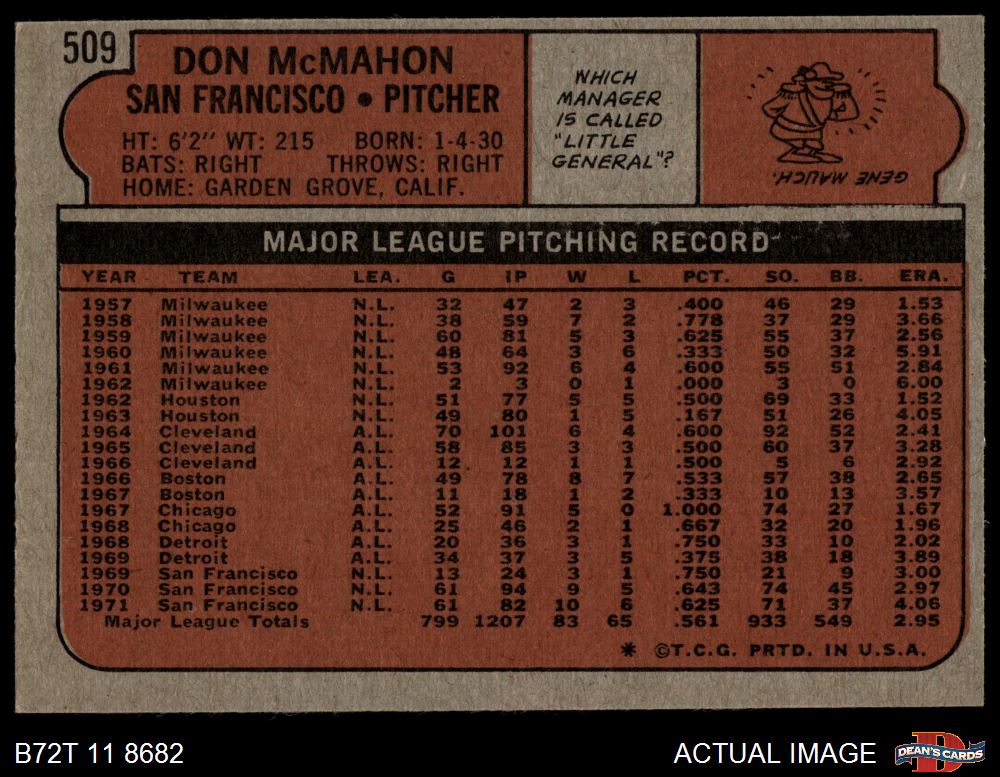 509
DON McMAHON
SAN FRANCISCO • PITCHER
HT: 6'2" WT: 215 BORN: 1-4-30
BATS: RIGHT THROWS: RIGHT
HOME: GARDEN GROVE, CALIF.
WHICH
MANAGER
IS CALLED
"LITTLE
GENERAL"?
GENE MAUCH.
MAJOR LEAGUE PITCHING RECORD
YEAR TEAM LEA. G IP W L PCT. SO. BB. ERA.
1957 Milwaukee N.L. 32 47 2 3 .400 46 29 1.53
1958 Milwaukee N.L. 38 59 7 2 .778 37 29 3.66
1959 Milwaukee N.L. 60 81 5 3 .625 55 37 2.56
1960 Milwaukee N.L. 48 64 3 6 .333 50 32 5.91
1961 Milwaukee N.L. 53 92 6 4 .600 55 51 2.84
1962 Milwaukee N.L. 2 3 0 1 .000 3 0 6.00
1962 Houston N.L. 51 77 5 5 .500 69 33 1.52
1963 Houston N.L. 49 80 1 5 .167 51 26 4.05
1964 Cleveland A.L. 70 101 6 4 .600 92 52 2.41
1965 Cleveland A.L. 58 85 3 3 .500 60 37 3.28
1966 Cleveland A.L. 12 12 1 1 .500 5 6 2.92
1966 Boston A.L. 49 78 8 7 .533 57 38 2.65
1967 Boston A.L. 11 18 1 2 .333 10 13 3.57
1967 Chicago A.L. 52 91 5 0 1.000 74 27 1.67
1968 Chicago A.L. 25 46 2 1 .667 32 20 1.96
1968 Detroit A.L. 20 36 3 1 .750 33 10 2.02
1969 Detroit A.L. 34 37 3 5 .375 38 18 3.89
1969 San Francisco N.L. 13 24 3 1 .750 21 9 3.00
1970 San Francisco N.L. 61 94 9 5 .643 74 45 2.97
1971 San Francisco N.L. 61 82 10 6 .625 71 37 4.06
Major League Totals 799 1207 83 65 .561 933 549 2.95
* ©T.C.G. PRTD. IN U.S.A.
B72T 11 8682
ACTUAL IMAGE
DEAN'S CARDS